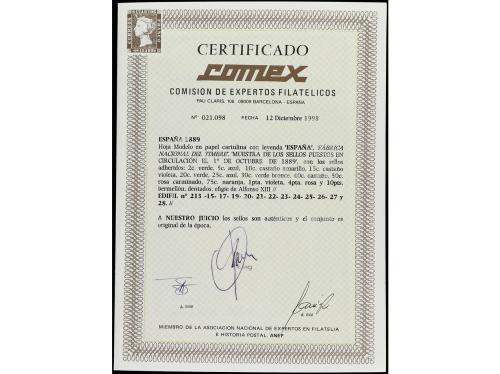 CERTIFICADO
comex
COMISION DE EXPERTOS FILATELICOS
PAU CLARIS, 106 08009 BARCELONA - ESPAÑA
Nº 021.098 FECHA 12 Diciembre 1998
ESPAÑA 1889
Hoja Modelo en papel cartulina con leyenda 'ESPAÑA'. FÁBRICA
NACIONAL DEL TIMBRE'. 'MUESTRA DE LOS SELLOS PUESTOS EN
CIRCULACIÓN EL 1º DE OCTUBRE DE 1889'. con los sellos
adheridos: 2c. verde, 5c. azul, 10c. castaño amarillo, 15c. castaño
violeta, 20c. verde, 25c. azul, 30c. verde bronce, 40c. castaño, 50c.
rosa carminado, 75c. naranja, 1pta. violeta, 4pta. rosa y 10pts.
bermellón, dentados, efigie de Alfonso XIII //
EDIFIL nº 213 -15- 17- 19- 20- 21- 22- 23- 24- 25- 26- 27 y
28. //
A NUESTRO JUICIO los sellos son auténticos y el conjunto es
original de la época.
MIEMBRO DE LA ASOCIACION NACIONAL DE EXPERTOS EN FILATELIA
E HISTORIA POSTAL. ANEF